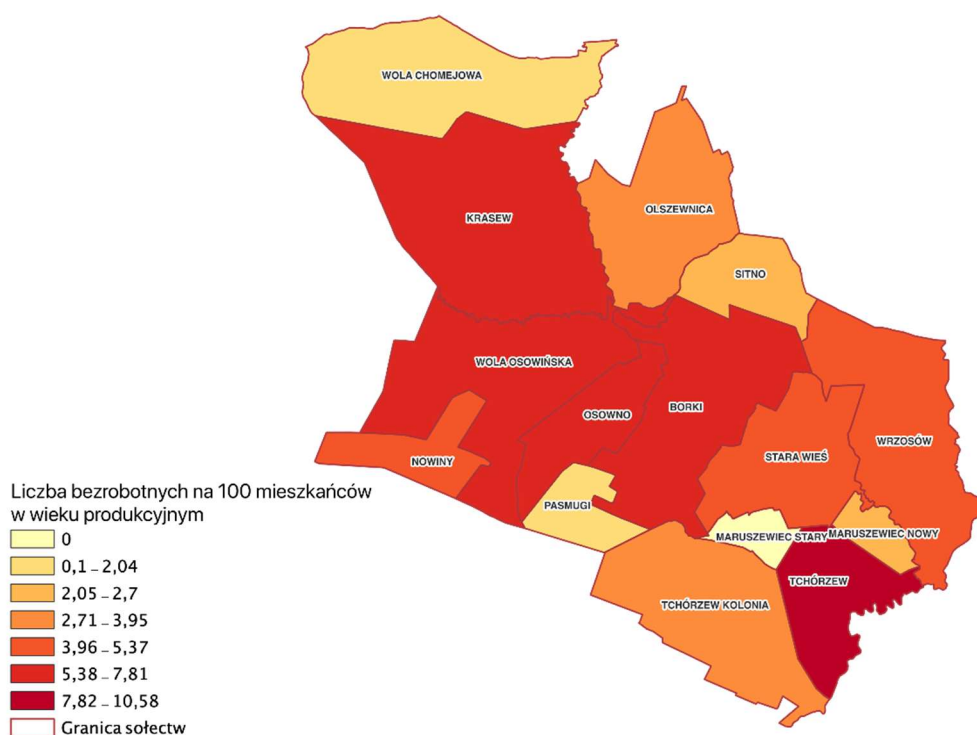 WOLA CHOMEJOWA
KRASEW
OLSZEWNICA
SITNO
WOLA OSOWIŃSKA
OSOWNO
BORKI
WRZOSÓW
STARA WIEŚ
NOWINY
PASMUGI
MARUSZEWIEC STARY
MARUSZEWIEC NOWY
TCHÓRZEW
TCHÓRZEW KOLONIA
Liczba bezrobotnych na 100 mieszkańców
w wieku produkcyjnym
0
0,1 – 2,04
2,05 – 2,7
2,71 – 3,95
3,96 – 5,37
5,38 – 7,81
7,82 – 10,58
Granica sołectw